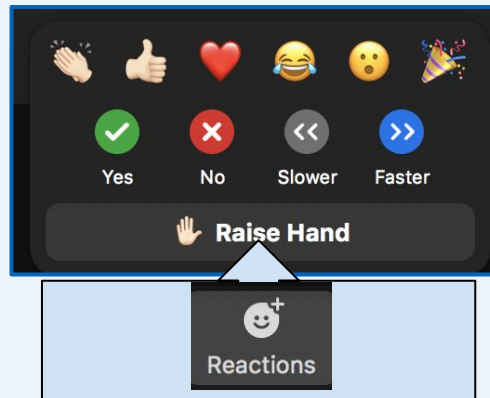 Yes No Slower Faster
Raise Hand
Reactions